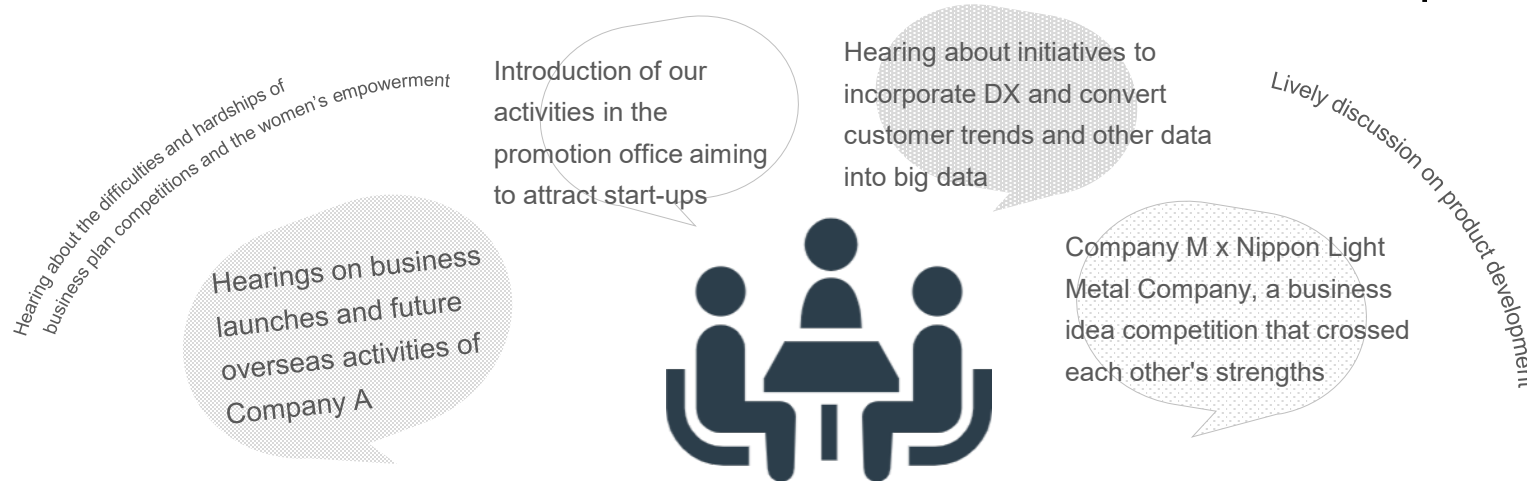 Hearing about the difficulties and hardships of
business plan competitions and the women's empowerment
Hearings on business
launches and future
overseas activities of
Company A
Introduction of our
activities in the
promotion office aiming
to attract start-ups
Hearing about initiatives to
incorporate DX and convert
customer trends and other data
into big data
Company M x Nippon Light
Metal Company, a business
idea competition that crossed
each other's strengths
Lively discussion on product development